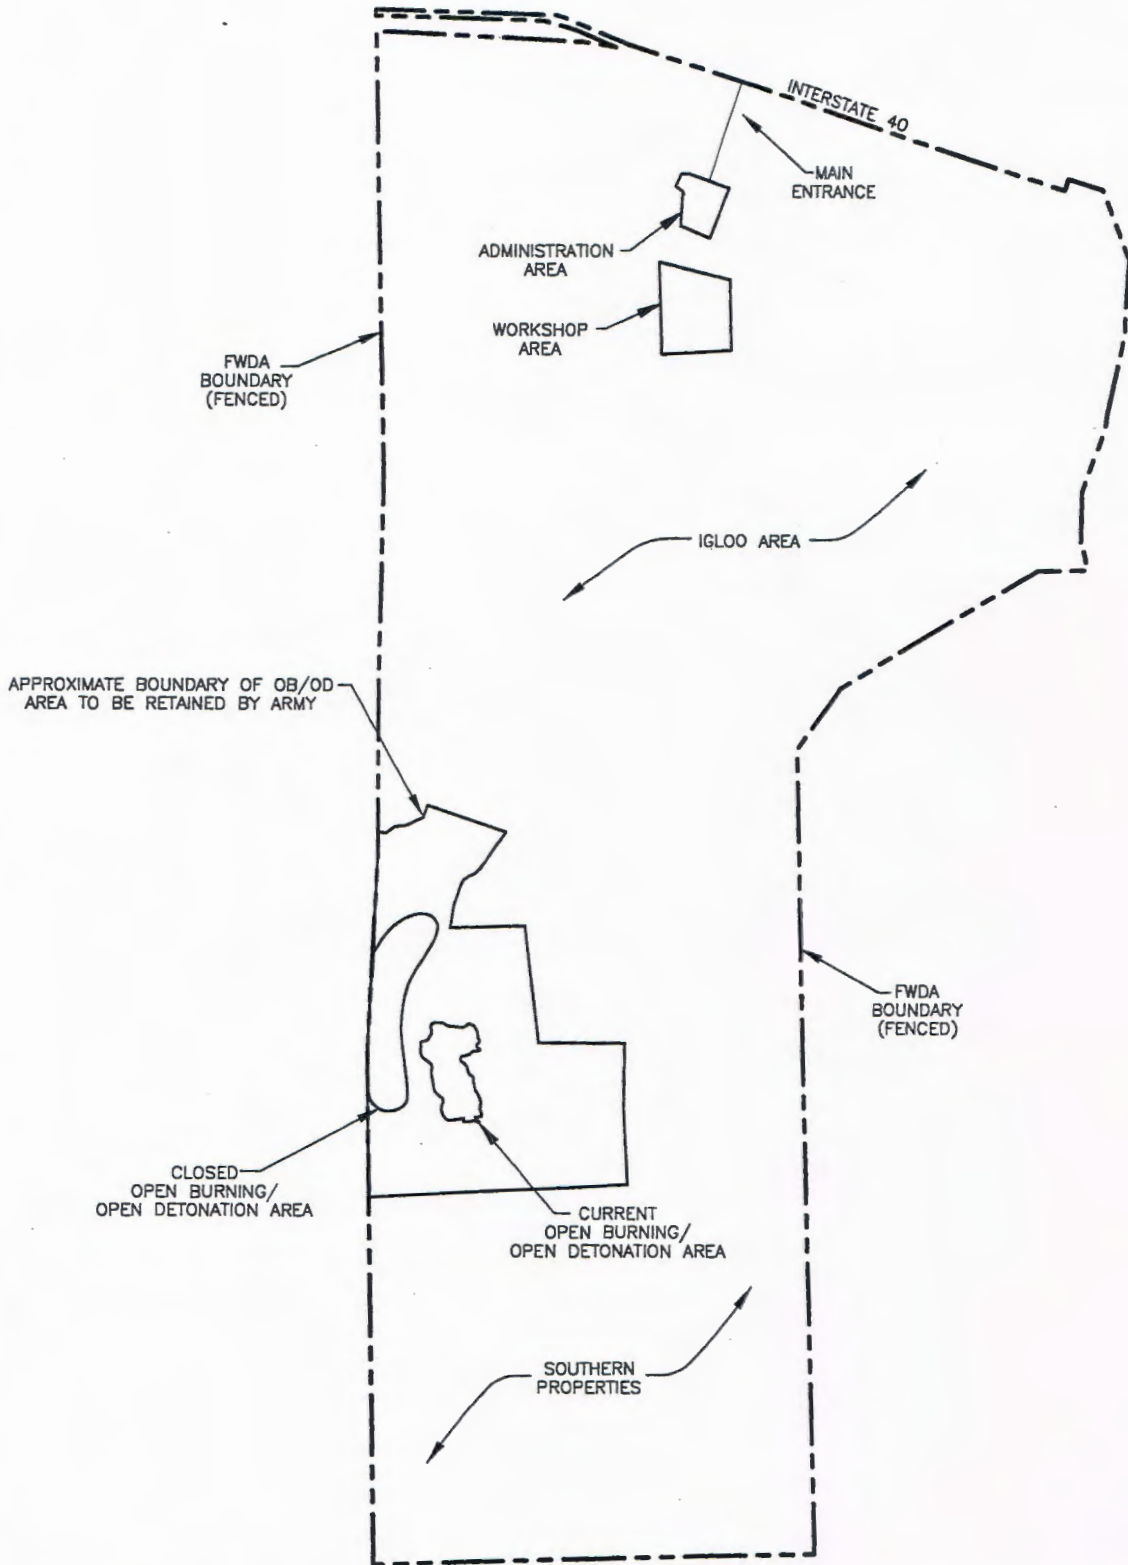 INTERSTATE 40
MAIN
ENTRANCE
ADMINISTRATION
AREA
WORKSHOP
AREA
FWDA
BOUNDARY
(FENCED)
IGLOO AREA
APPROXIMATE BOUNDARY OF OB/OD
AREA TO BE RETAINED BY ARMY
FWDA
BOUNDARY
(FENCED)
CLOSED
OPEN BURNING/
OPEN DETONATION AREA
CURRENT
OPEN BURNING/
OPEN DETONATION AREA
SOUTHERN
PROPERTIES